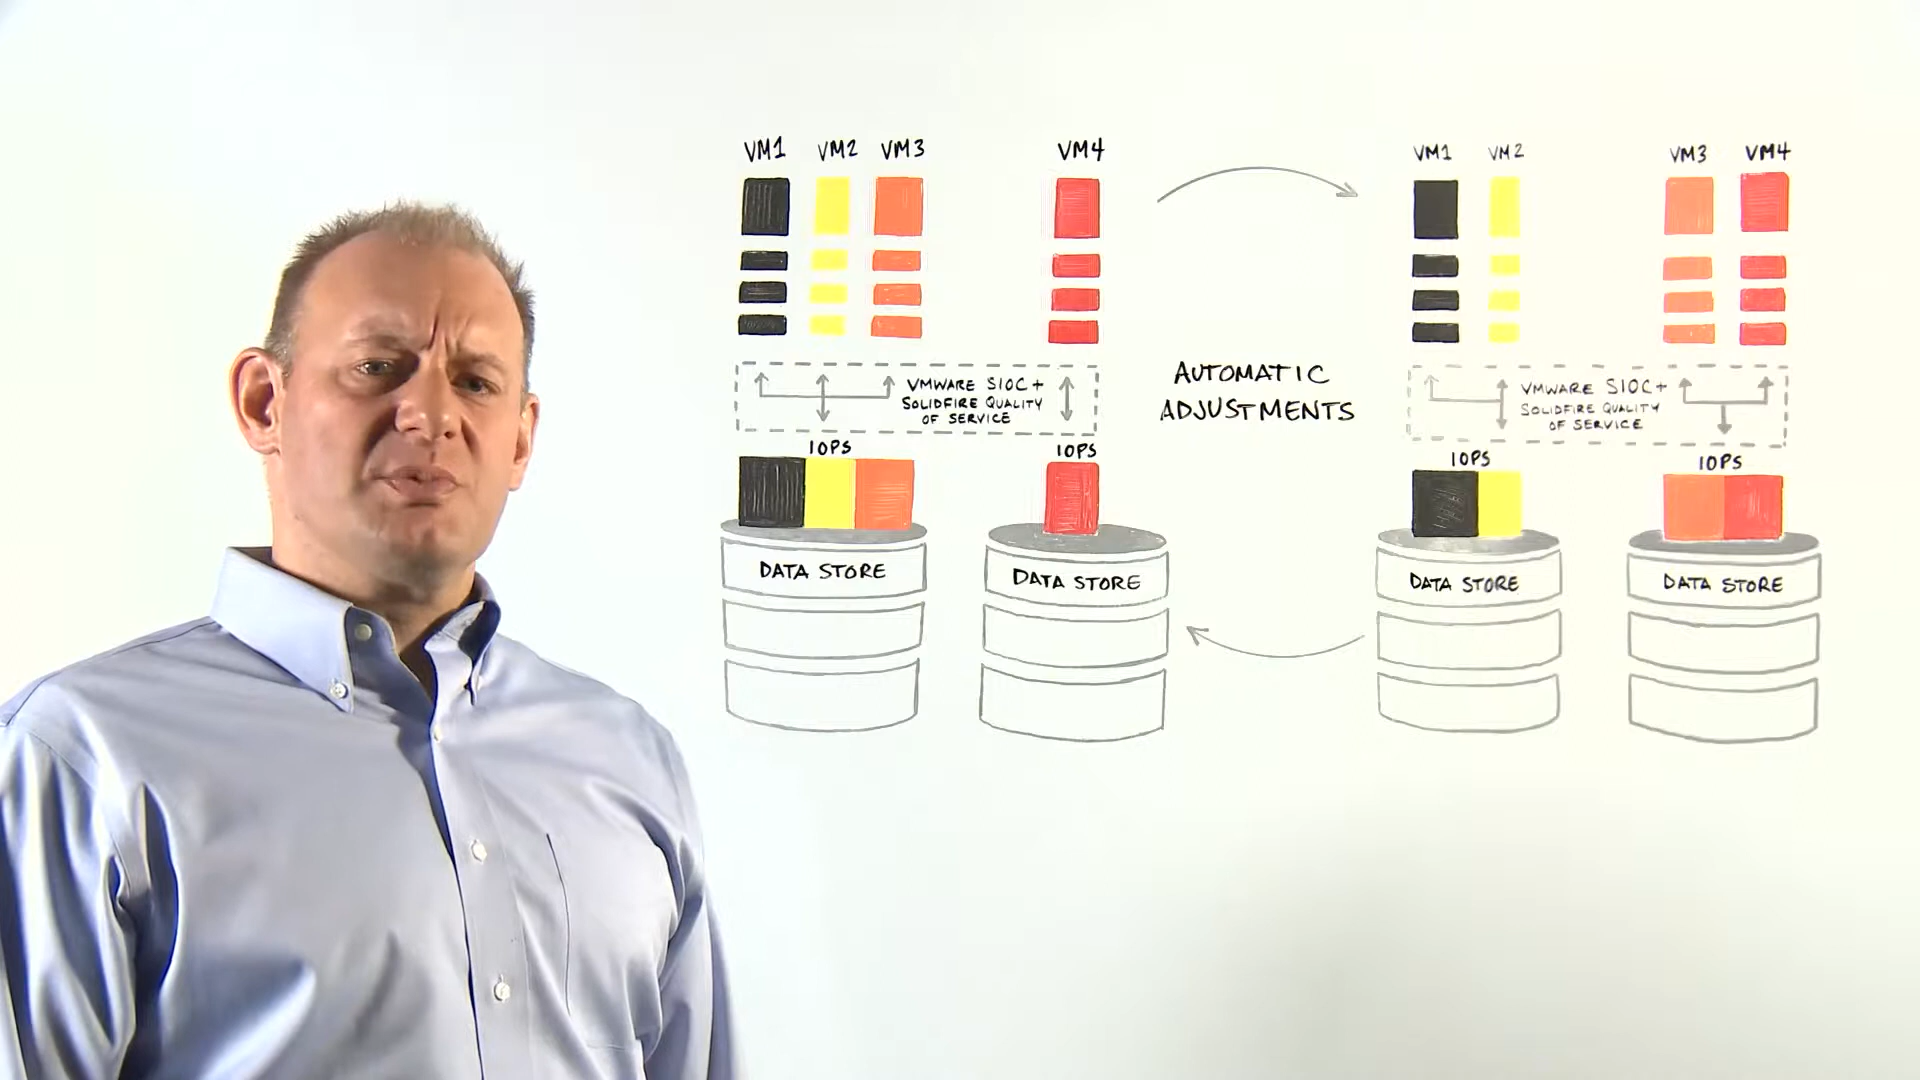 VM1 VM2 VM3 VM4
VMWARE SIOC +
SOLIDFIRE QUALITY
OF SERVICE
IOPS IOPS
DATA STORE DATA STORE
AUTOMATIC
ADJUSTMENTS
VM1 VM2 VM3 VM4
VMWARE SIOC +
SOLIDFIRE QUALITY
OF SERVICE
IOPS IOPS
DATA STORE DATA STORE